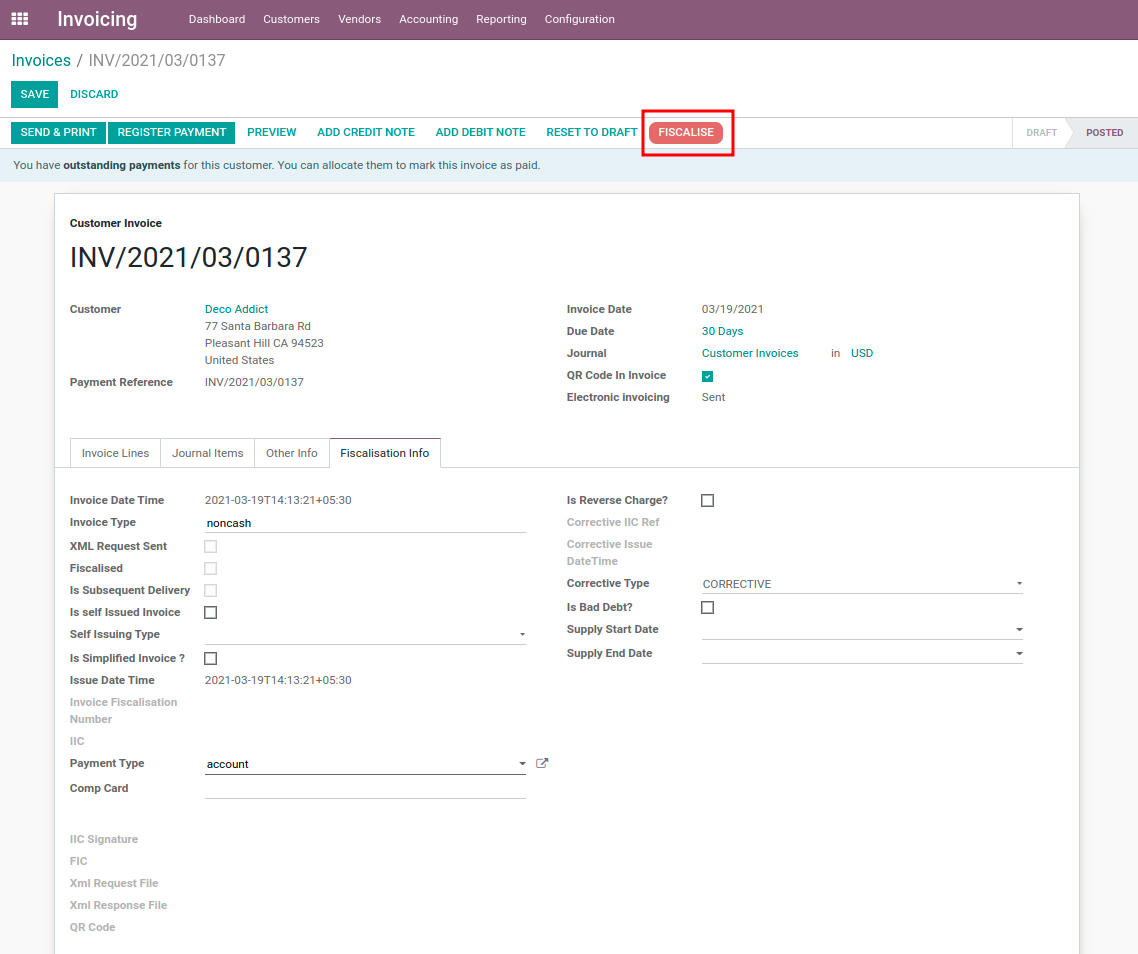 Invoicing Dashboard Customers Vendors Accounting Reporting Configuration
Invoices / INV/2021/03/0137
SAVE DISCARD
SEND & PRINT REGISTER PAYMENT PREVIEW ADD CREDIT NOTE ADD DEBIT NOTE RESET TO DRAFT FISCALISE DRAFT POSTED
You have outstanding payments for this customer. You can allocate them to mark this invoice as paid.
Customer Invoice
INV/2021/03/0137
Customer Deco Addict
77 Santa Barbara Rd
Pleasant Hill CA 94523
United States
Payment Reference INV/2021/03/0137
Invoice Date 03/19/2021
Due Date 30 Days
Journal Customer Invoices in USD
QR Code In Invoice
Electronic invoicing Sent
Invoice Lines Journal Items Other Info Fiscalisation Info
Invoice Date Time 2021-03-19T14:13:21+05:30
Invoice Type noncash
XML Request Sent
Fiscalised
Is Subsequent Delivery
Is self Issued Invoice
Self Issuing Type
Is Simplified Invoice ?
Issue Date Time 2021-03-19T14:13:21+05:30
Invoice Fiscalisation
Number
IIC
Payment Type account
Comp Card
IIC Signature
FIC
Xml Request File
Xml Response File
QR Code
Is Reverse Charge?
Corrective IIC Ref
Corrective Issue
DateTime
Corrective Type CORRECTIVE
Is Bad Debt?
Supply Start Date
Supply End Date